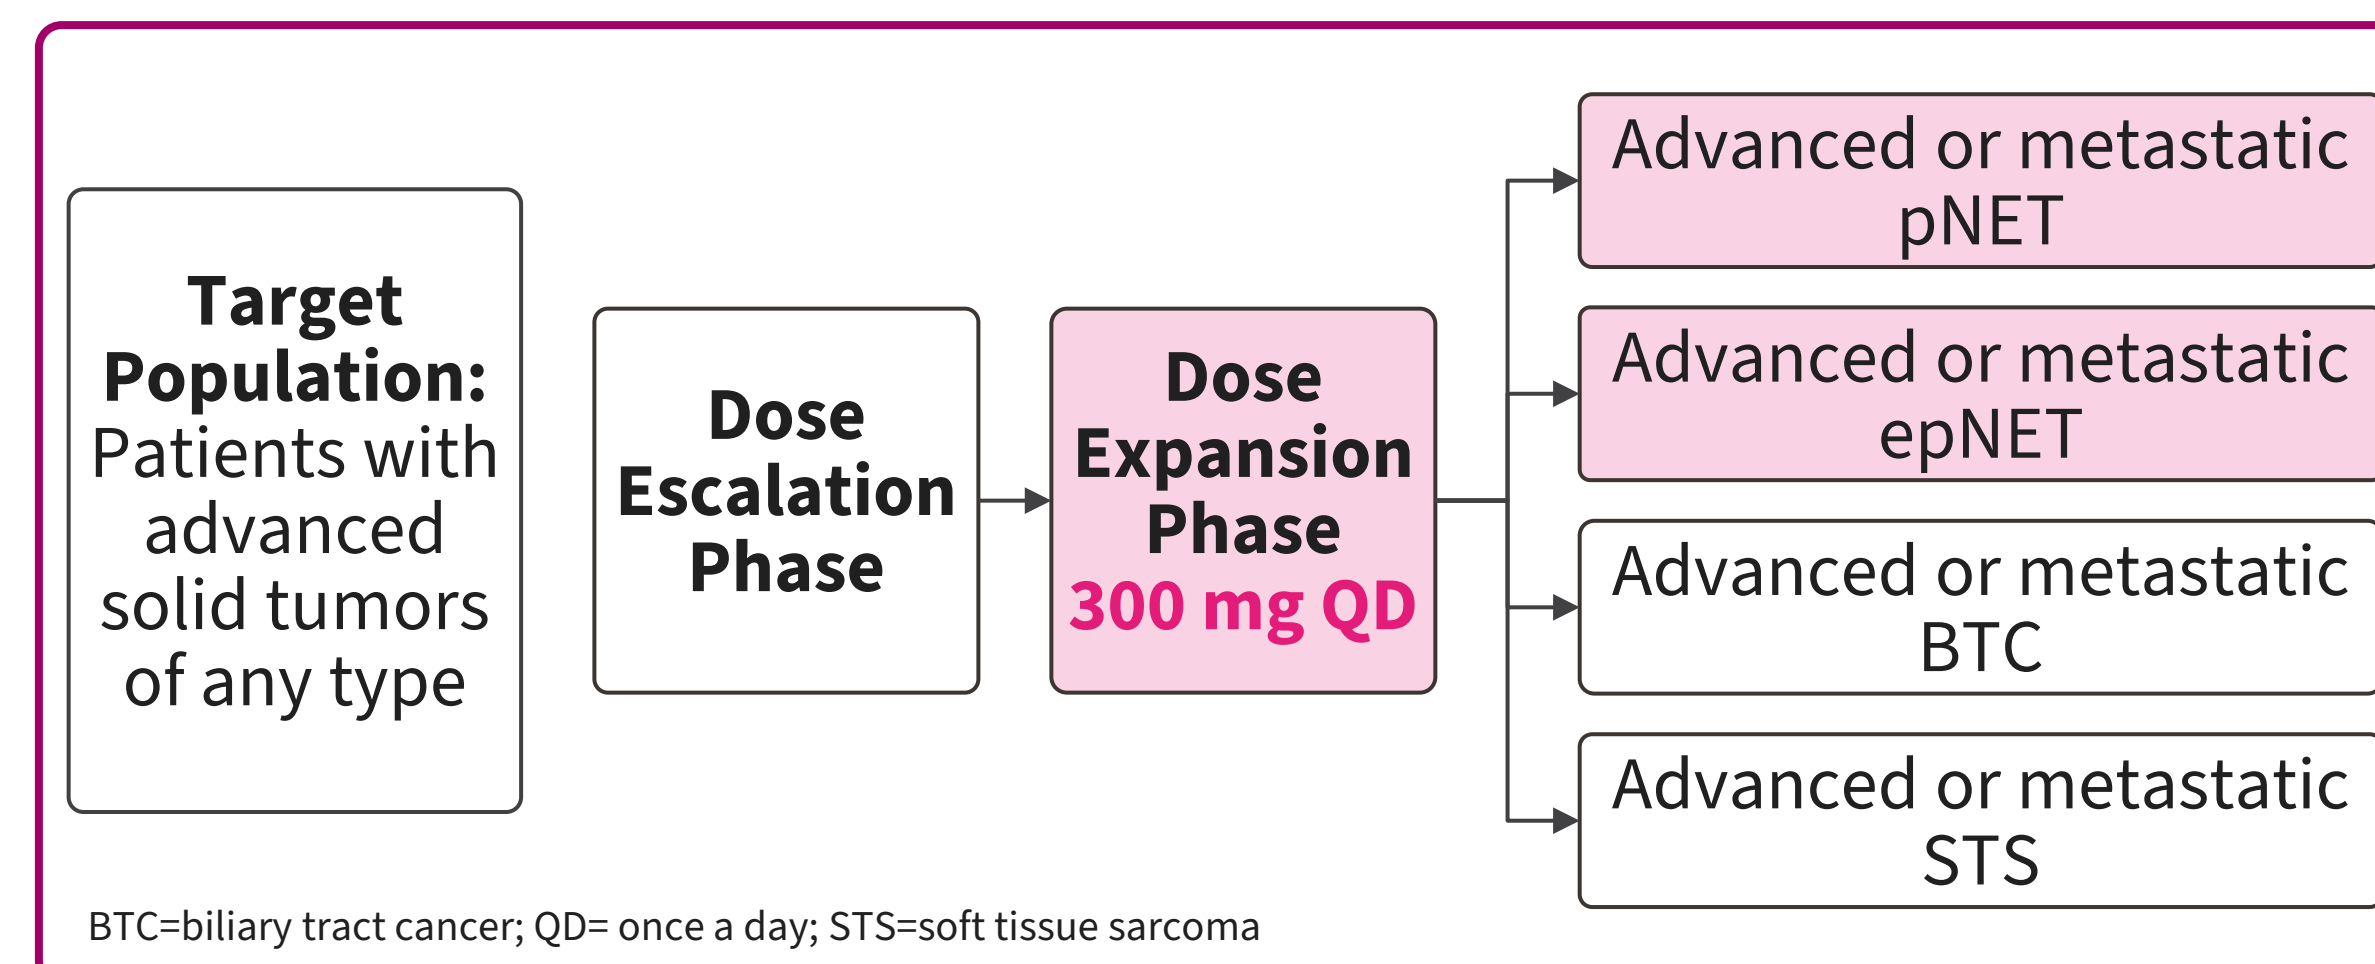 Target
Population:
Patients with
advanced
solid tumors
of any type
Dose
Escalation
Phase
Dose
Expansion
Phase
300 mg QD
Advanced or metastatic
pNET
Advanced or metastatic
epNET
Advanced or metastatic
BTC
Advanced or metastatic
STS
BTC=biliary tract cancer; QD= once a day; STS=soft tissue sarcoma